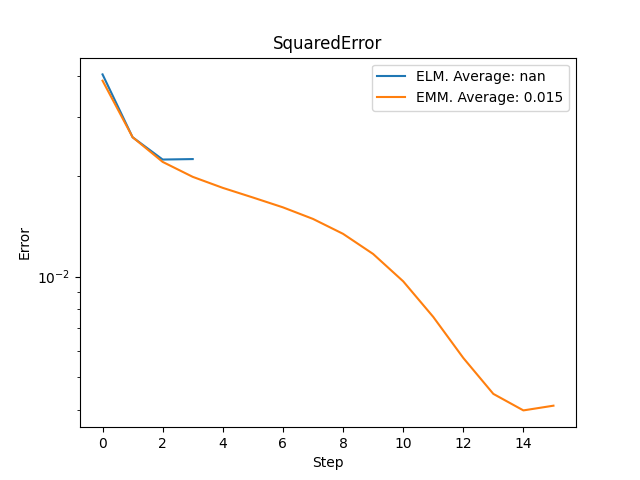 SquaredError
ELM. Average: nan
EMM. Average: 0.015
Error
10⁻²
0 2 4 6 8 10 12 14
Step